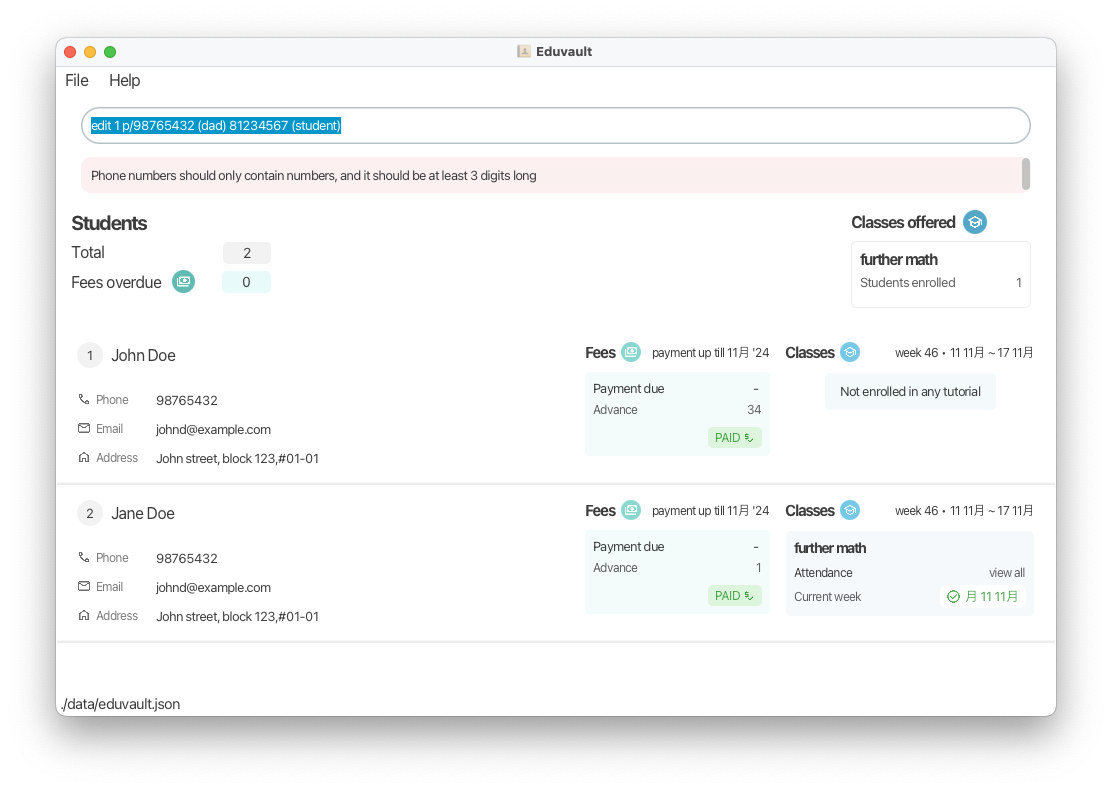 Eduvault
File Help
edit 1 p/98765432 (dad) 81234567 (student)
Phone numbers should only contain numbers, and it should be at least 3 digits long
Students
Total 2
Fees overdue 0
Classes offered
further math
Students enrolled 1
1 John Doe
Phone 98765432
Email johnd@example.com
Address John street, block 123,#01-01
Fees payment up till 11月 '24
Payment due -
Advance 34
PAID
Classes week 46 • 11 11月 ~ 17 11月
Not enrolled in any tutorial
2 Jane Doe
Phone 98765432
Email johnd@example.com
Address John street, block 123,#01-01
Fees payment up till 11月 '24
Payment due -
Advance 1
PAID
Classes week 46 • 11 11月 ~ 17 11月
further math
Attendance view all
Current week 月 11 11月
./data/eduvault.json